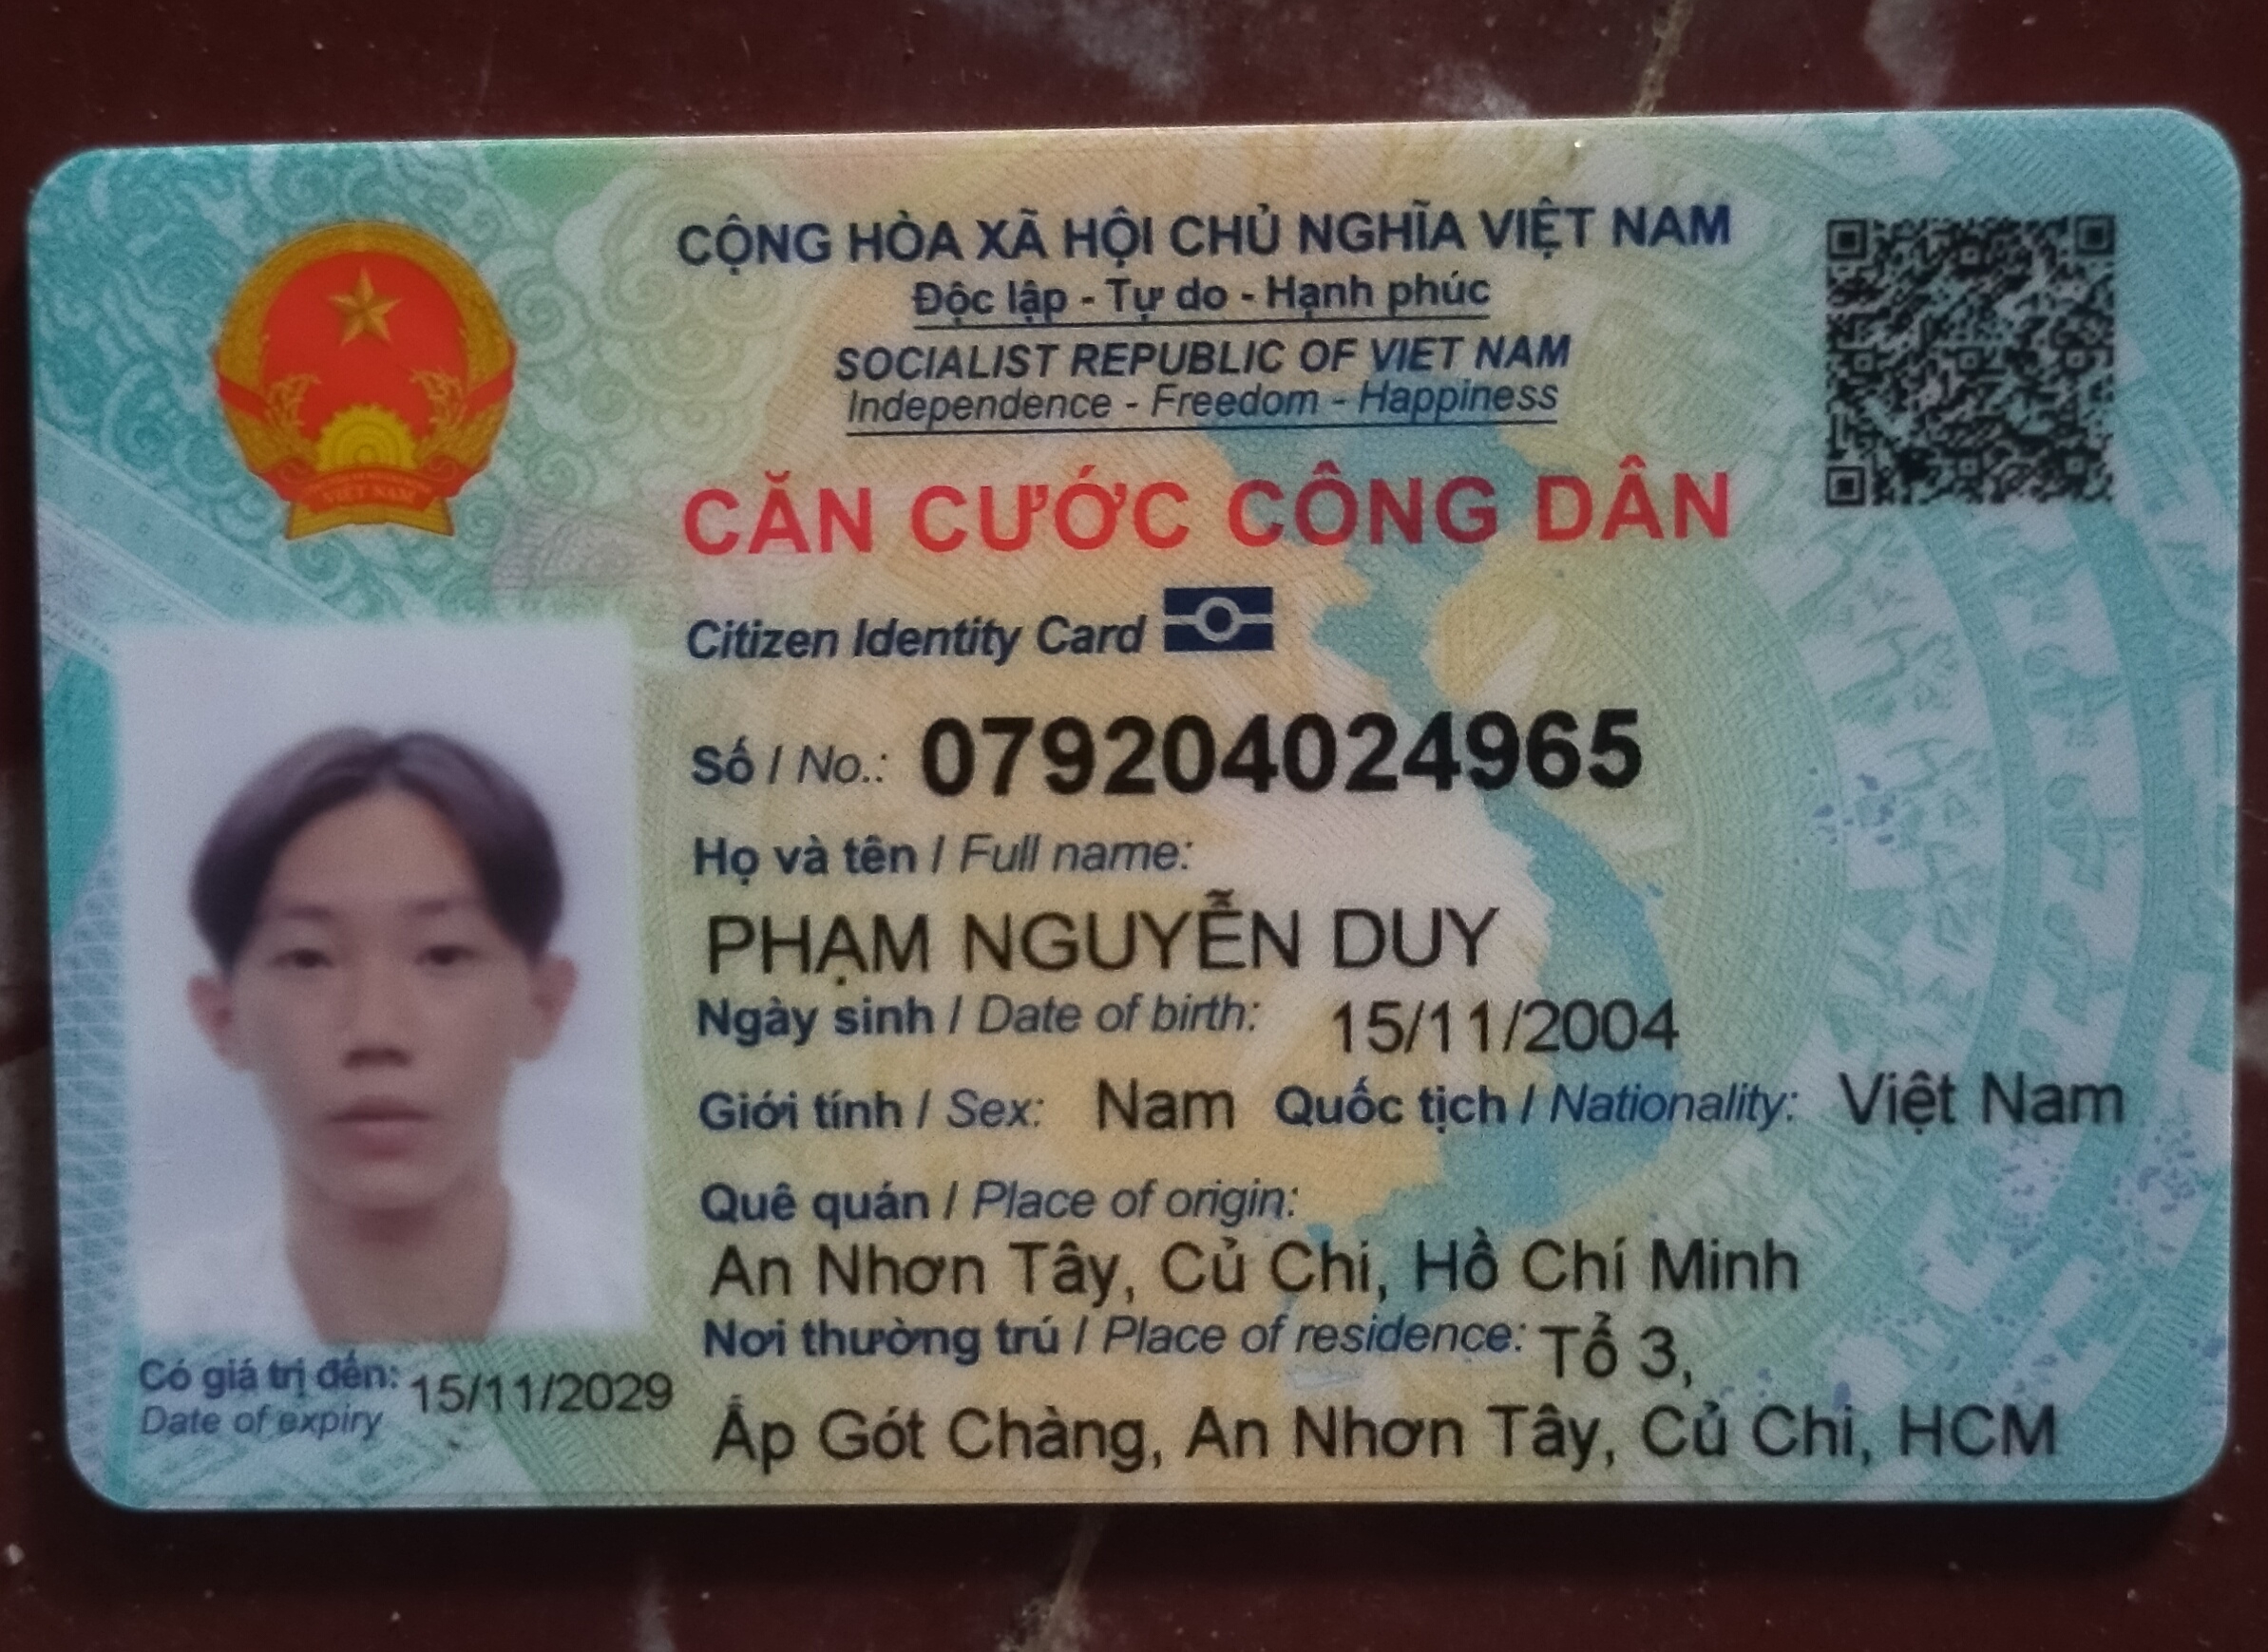 CỘNG HÒA XÃ HỘI CHỦ NGHĨA VIỆT NAM
Độc lập - Tự do - Hạnh phúc
SOCIALIST REPUBLIC OF VIET NAM
Independence - Freedom - Happiness
VIỆT NAM
CĂN CƯỚC CÔNG DÂN
Citizen Identity Card
Số / No.: 079204024965
Họ và tên / Full name:
PHẠM NGUYỄN DUY
Ngày sinh / Date of birth: 15/11/2004
Giới tính / Sex: Nam Quốc tịch / Nationality: Việt Nam
Quê quán / Place of origin:
An Nhơn Tây, Củ Chi, Hồ Chí Minh
Nơi thường trú / Place of residence: Tổ 3,
Ấp Gót Chàng, An Nhơn Tây, Củ Chi, HCM
Có giá trị đến: 15/11/2029
Date of expiry